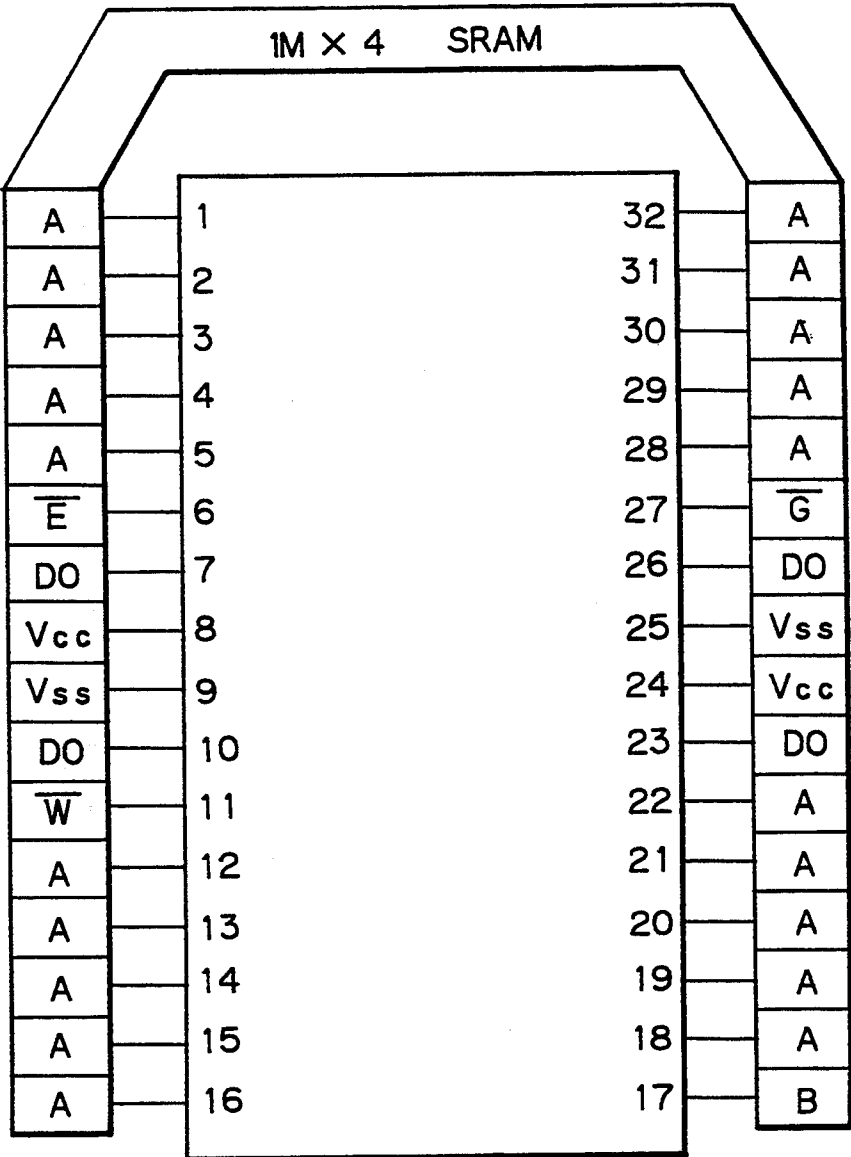 1M × 4 SRAM
A 1 32 A
A 2 31 A
A 3 30 A
A 4 29 A
A 5 28 A
E̅ 6 27 G̅
DO 7 26 DO
Vcc 8 25 Vss
Vss 9 24 Vcc
DO 10 23 DO
W̅ 11 22 A
A 12 21 A
A 13 20 A
A 14 19 A
A 15 18 A
A 16 17 B